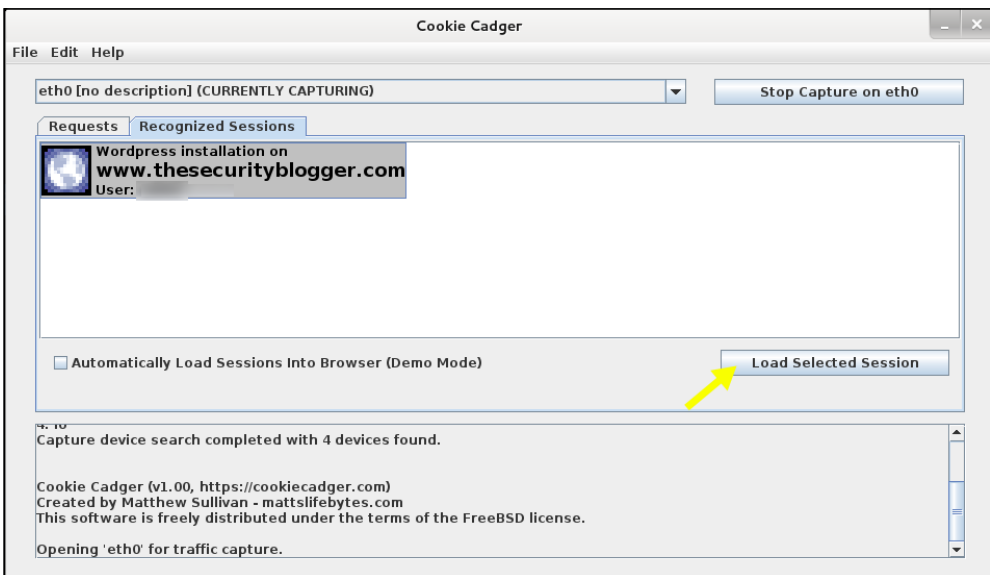 Cookie Cadger
File Edit Help
eth0 [no description] (CURRENTLY CAPTURING)
Stop Capture on eth0
Requests Recognized Sessions
Wordpress installation on
www.thesecurityblogger.com
User:
Automatically Load Sessions Into Browser (Demo Mode)
Load Selected Session
Capture device search completed with 4 devices found.
Cookie Cadger (v1.00, https://cookiecadger.com)
Created by Matthew Sullivan - mattslifebytes.com
This software is freely distributed under the terms of the FreeBSD license.
Opening 'eth0' for traffic capture.